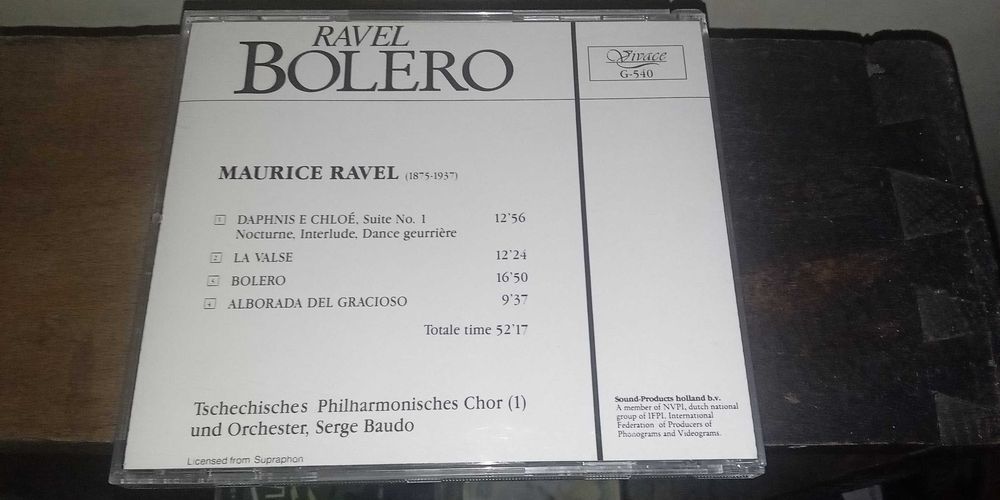 RAVEL
BOLERO
Vivace
G-540
MAURICE RAVEL (1875-1937)
1 DAPHNIS E CHLOÉ, Suite No. 1 12'56
Nocturne, Interlude, Dance geurrière
2 LA VALSE 12'24
3 BOLERO 16'50
4 ALBORADA DEL GRACIOSO 9'37
Totale time 52'17
Tschechisches Philharmonisches Chor (1)
und Orchester, Serge Baudo
Licensed from Supraphon
Sound-Products holland b.v.
A member of NVPI, dutch national
group of IFPI, International
Federation of Producers of
Phonograms and Videograms.